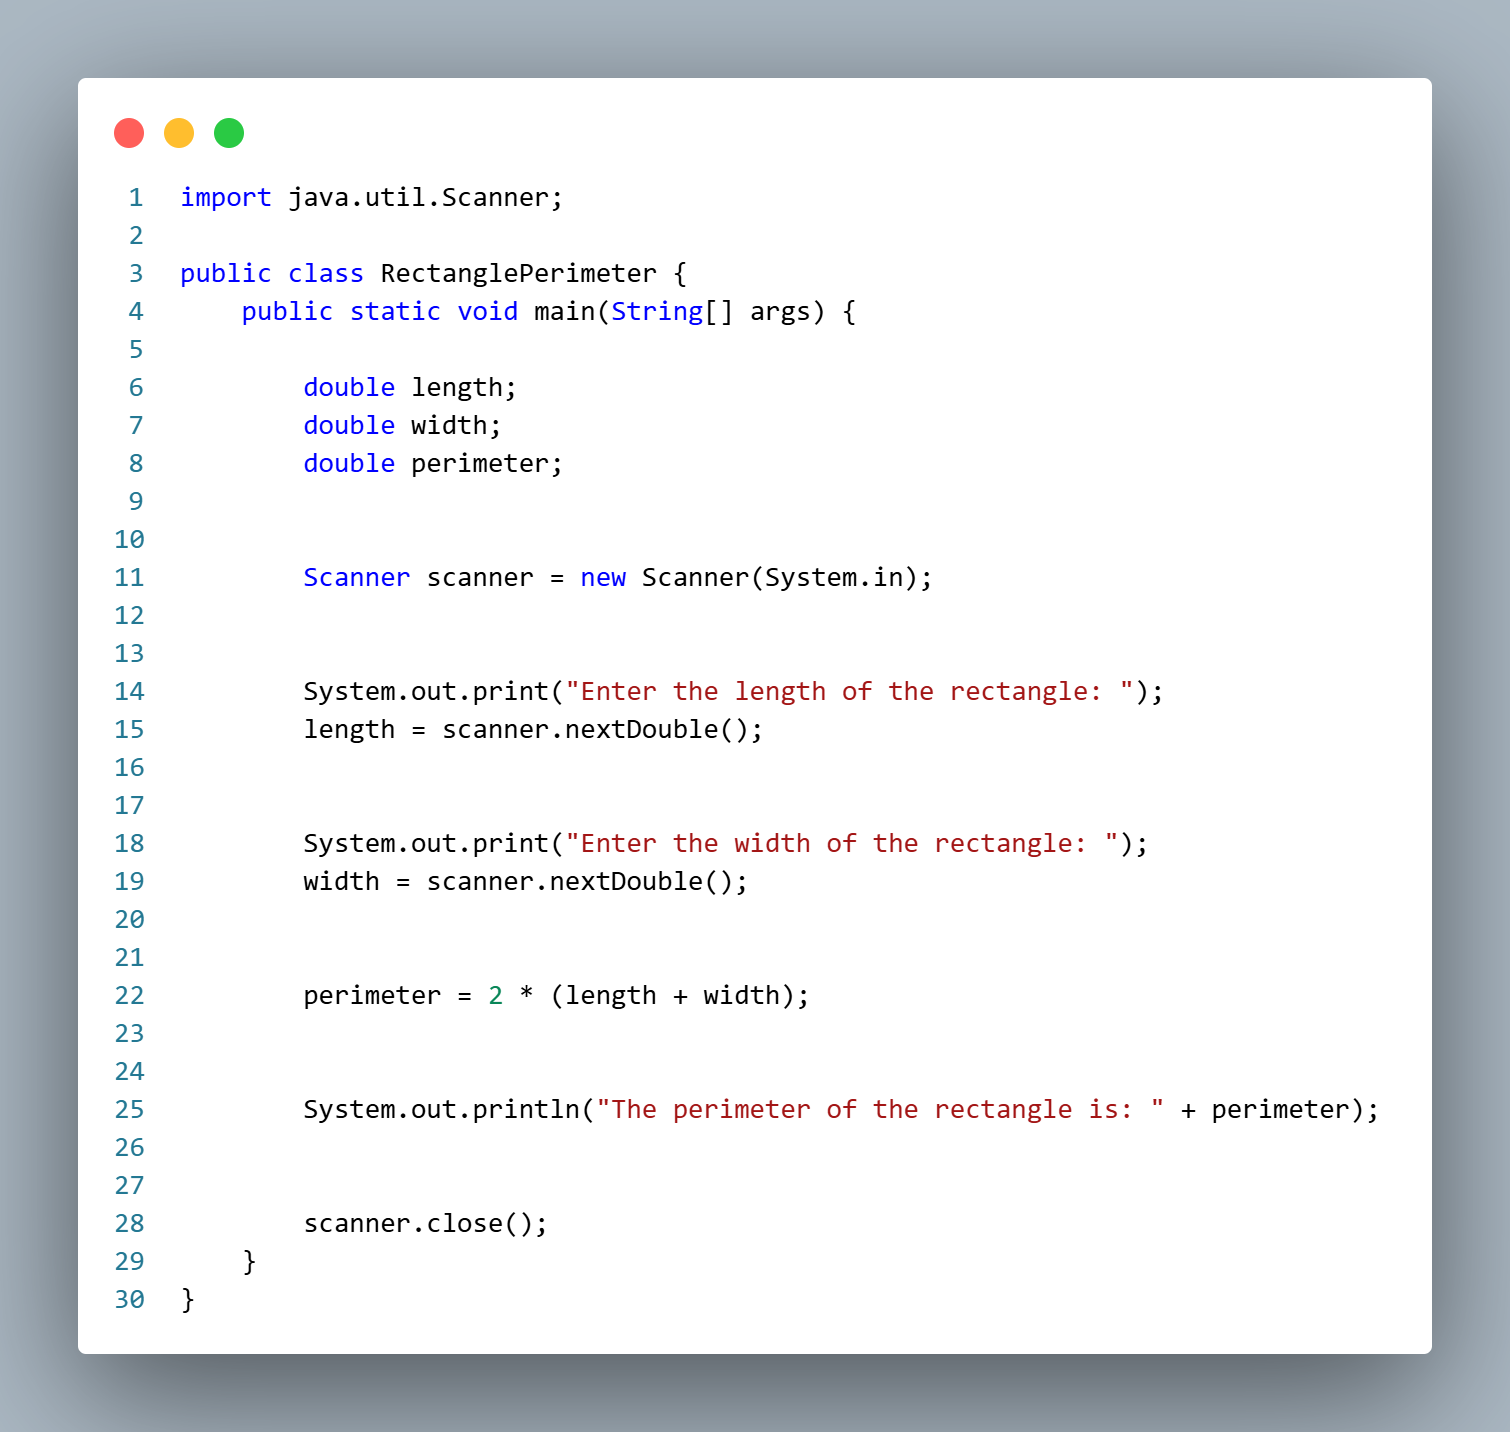 1 import java.util.Scanner;
2
3 public class RectanglePerimeter {
4     public static void main(String[] args) {
5
6         double length;
7         double width;
8         double perimeter;
9
10
11         Scanner scanner = new Scanner(System.in);
12
13
14         System.out.print("Enter the length of the rectangle: ");
15         length = scanner.nextDouble();
16
17
18         System.out.print("Enter the width of the rectangle: ");
19         width = scanner.nextDouble();
20
21
22         perimeter = 2 * (length + width);
23
24
25         System.out.println("The perimeter of the rectangle is: " + perimeter);
26
27
28         scanner.close();
29     }
30 }